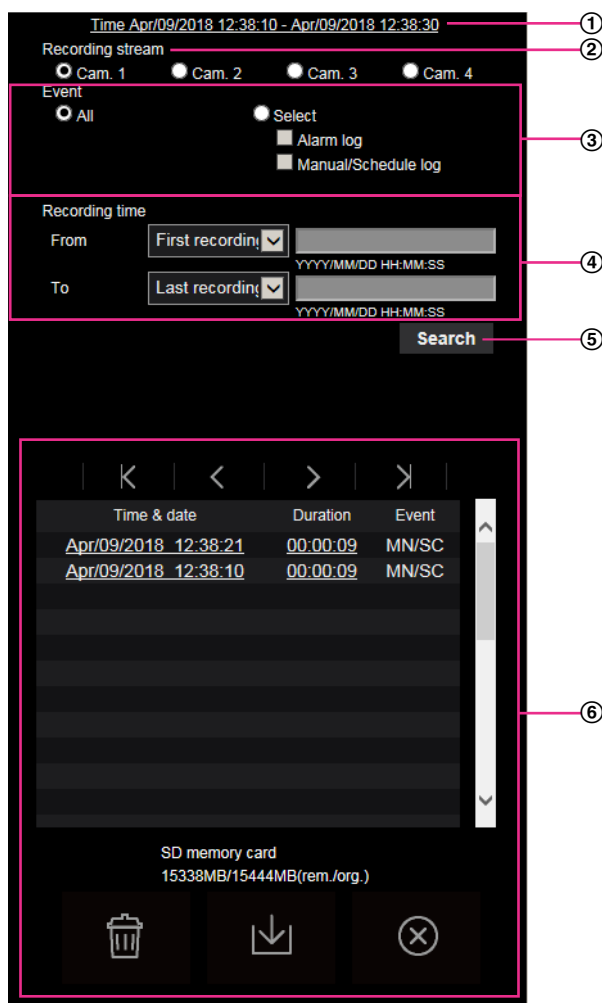 Time Apr/09/2018 12:38:10 - Apr/09/2018 12:38:30 ①
Recording stream ②
Cam. 1 Cam. 2 Cam. 3 Cam. 4
Event
All Select
Alarm log ③
Manual/Schedule log
Recording time
From First recording
YYYY/MM/DD HH:MM:SS ④
To Last recording
YYYY/MM/DD HH:MM:SS
Search ⑤
Time & date Duration Event
Apr/09/2018 12:38:21 00:00:09 MN/SC
Apr/09/2018 12:38:10 00:00:09 MN/SC
⑥
SD memory card
15338MB/15444MB(rem./org.)